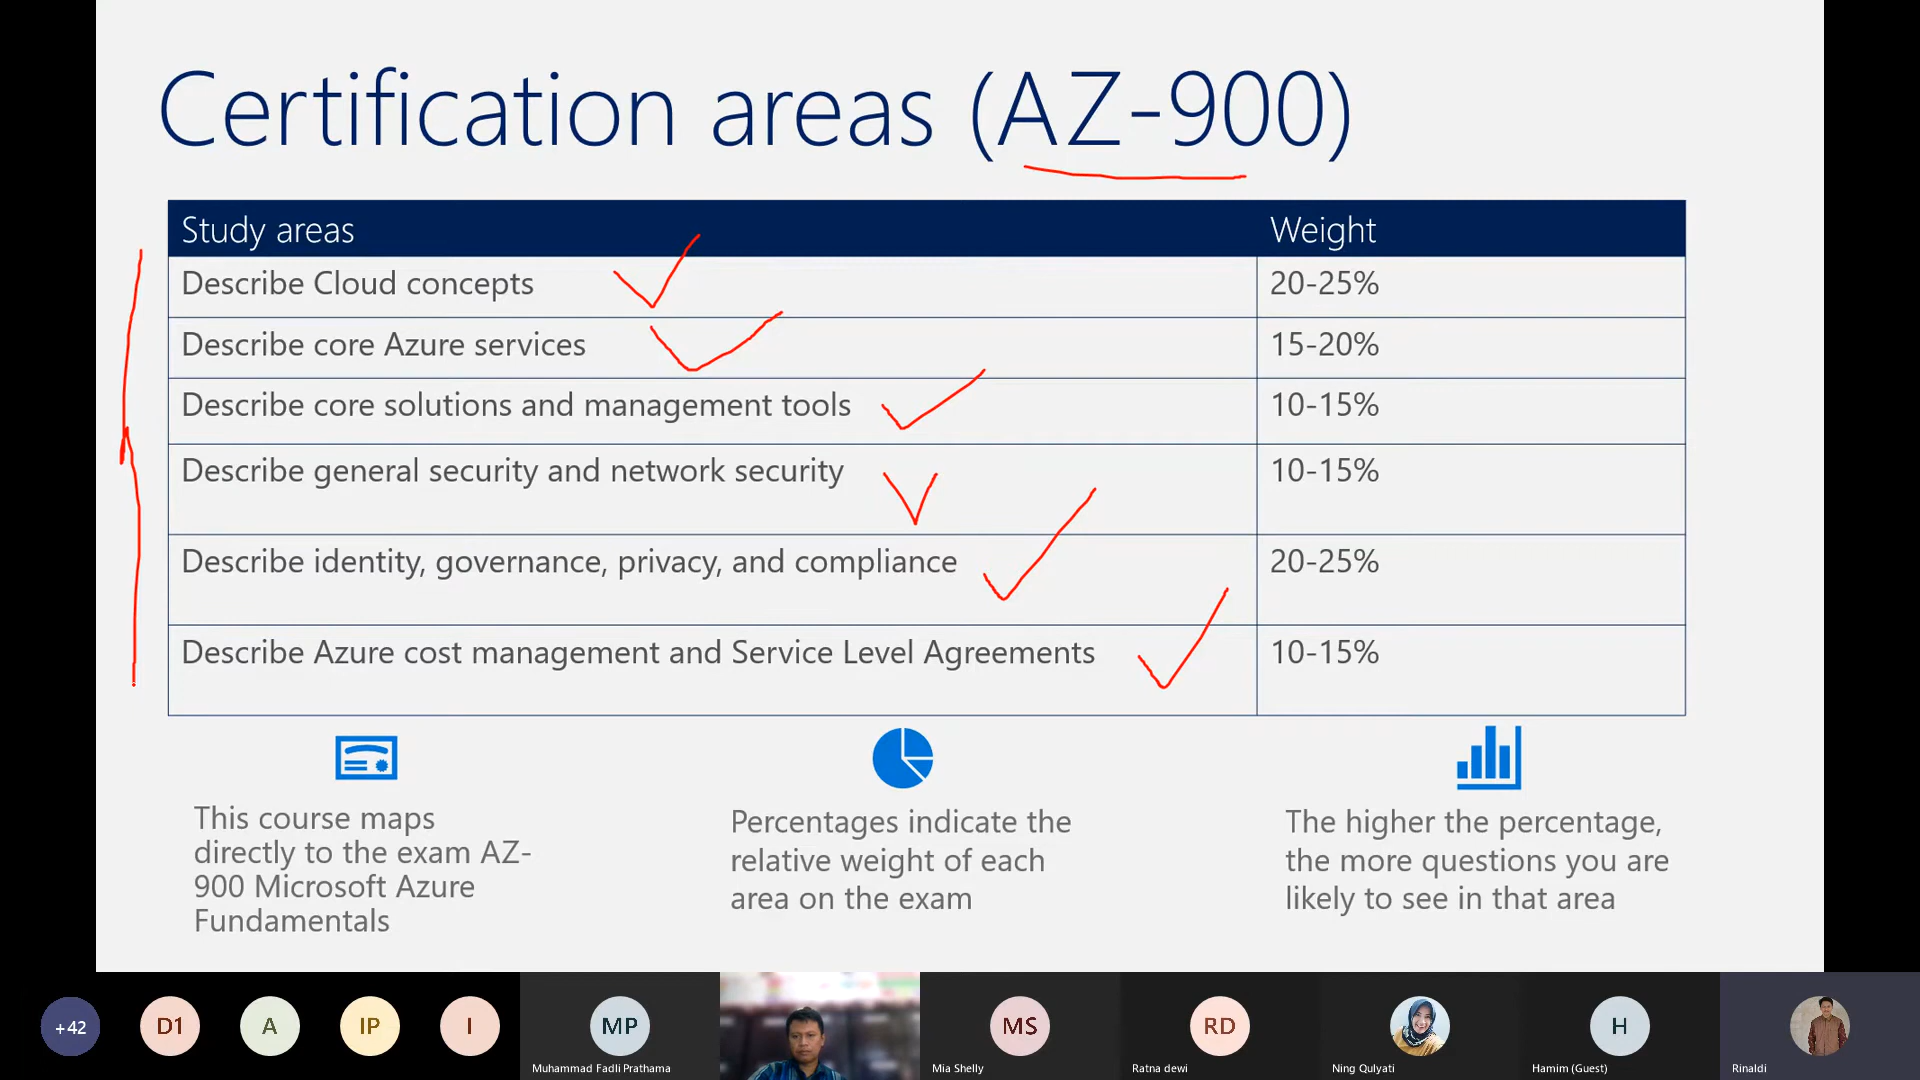 Certification areas (AZ-900)
Study areas Weight
Describe Cloud concepts 20-25%
Describe core Azure services 15-20%
Describe core solutions and management tools 10-15%
Describe general security and network security 10-15%
Describe identity, governance, privacy, and compliance 20-25%
Describe Azure cost management and Service Level Agreements 10-15%
This course maps
directly to the exam AZ-
900 Microsoft Azure
Fundamentals
Percentages indicate the
relative weight of each
area on the exam
The higher the percentage,
the more questions you are
likely to see in that area
+42
D1
A
IP
I
MP
Muhammad Fadli Prathama
MS
Mia Shelly
RD
Ratna dewi
Ning Qulyati
H
Hamim (Guest)
Rinaldi